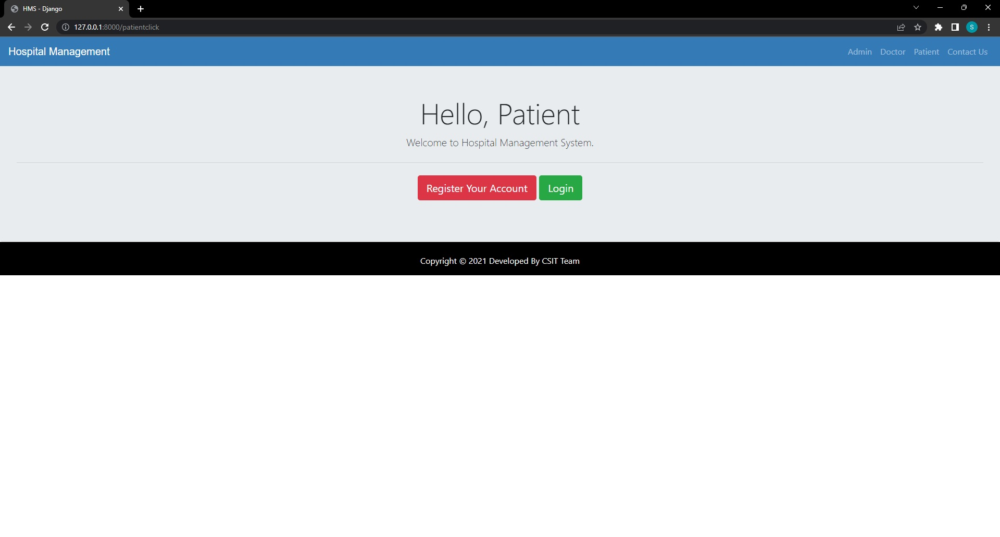 HMS - Django
127.0.0.1:8000/patientclick
S
Hospital Management
Admin Doctor Patient Contact Us
Hello, Patient
Welcome to Hospital Management System.
Register Your Account Login
Copyright © 2021 Developed By CSIT Team